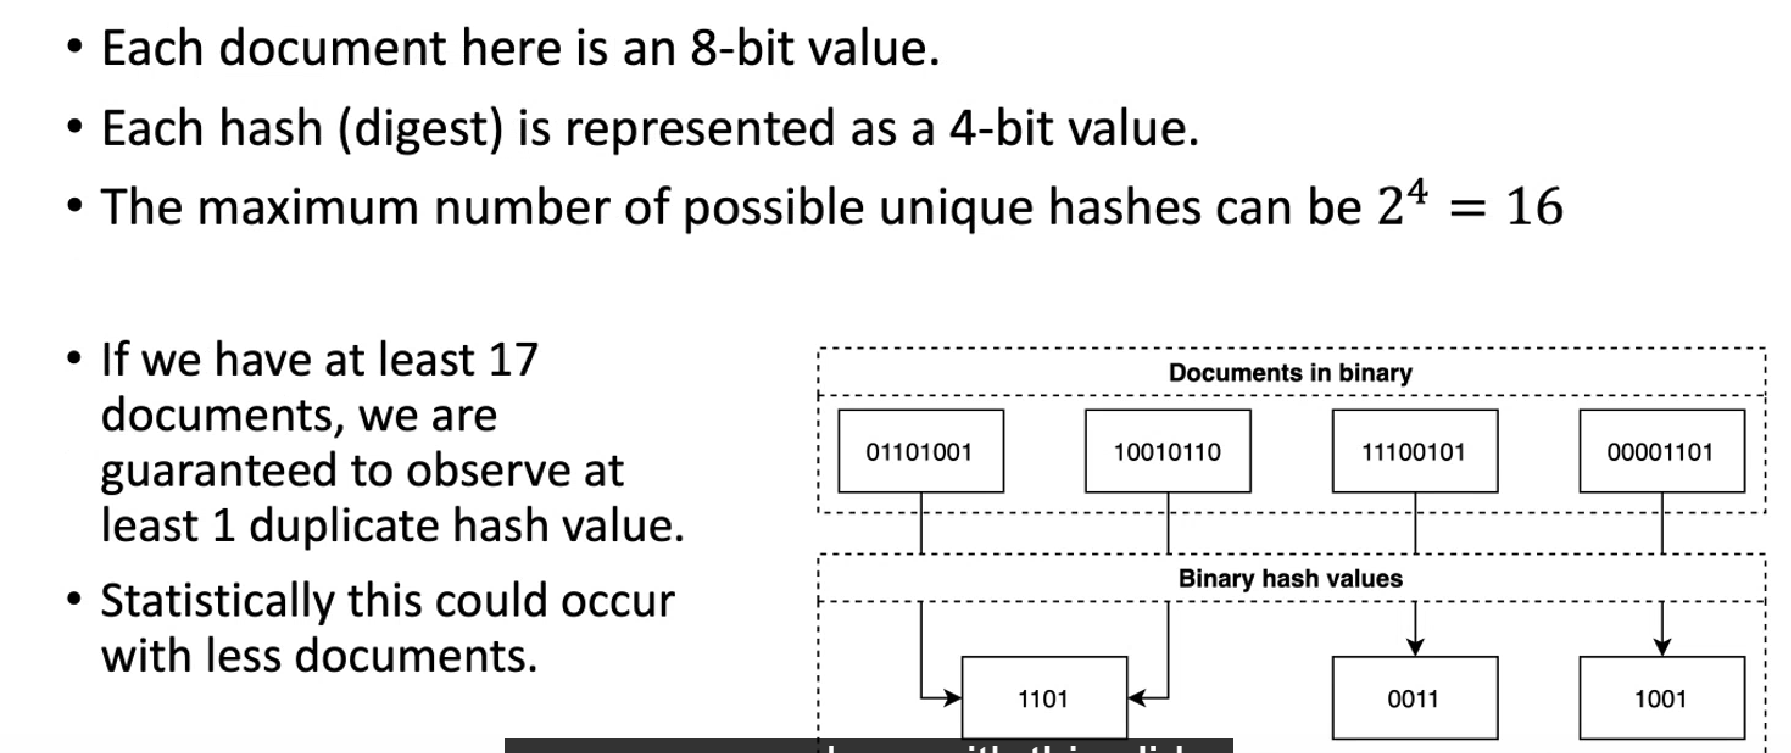 • Each document here is an 8-bit value.
• Each hash (digest) is represented as a 4-bit value.
• The maximum number of possible unique hashes can be 2⁴ = 16
• If we have at least 17
documents, we are
guaranteed to observe at
least 1 duplicate hash value.
• Statistically this could occur
with less documents.
Documents in binary
01101001 10010110 11100101 00001101
Binary hash values
1101 0011 1001